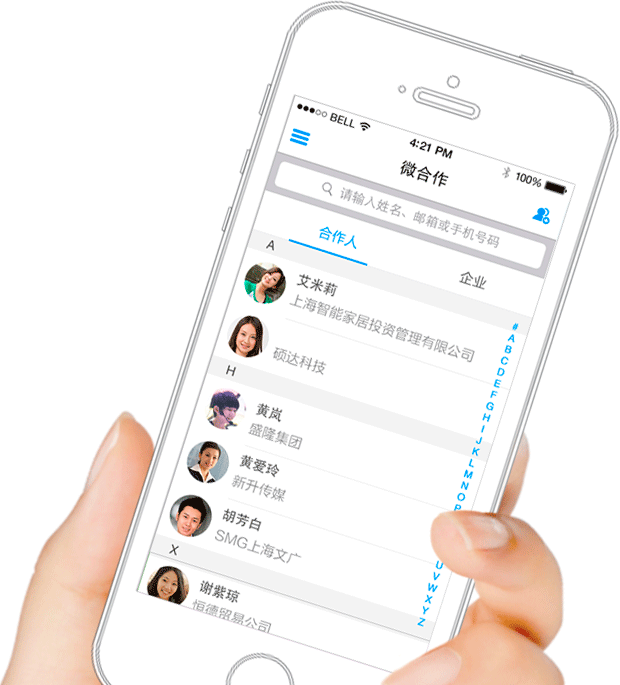 BELL
4:21 PM
100%
微合作
请输入姓名、邮箱或手机号码
合作人
企业
A
艾米莉
上海智能家居投资管理有限公司
硕达科技
H
黄岚
盛隆集团
黄爱玲
新升传媒
胡芳白
SMG上海文广
X
谢紫琼
恒德贸易公司
#
A
B
C
D
E
F
G
H
I
J
K
L
M
N
O
U
V
W
X
Y
Z